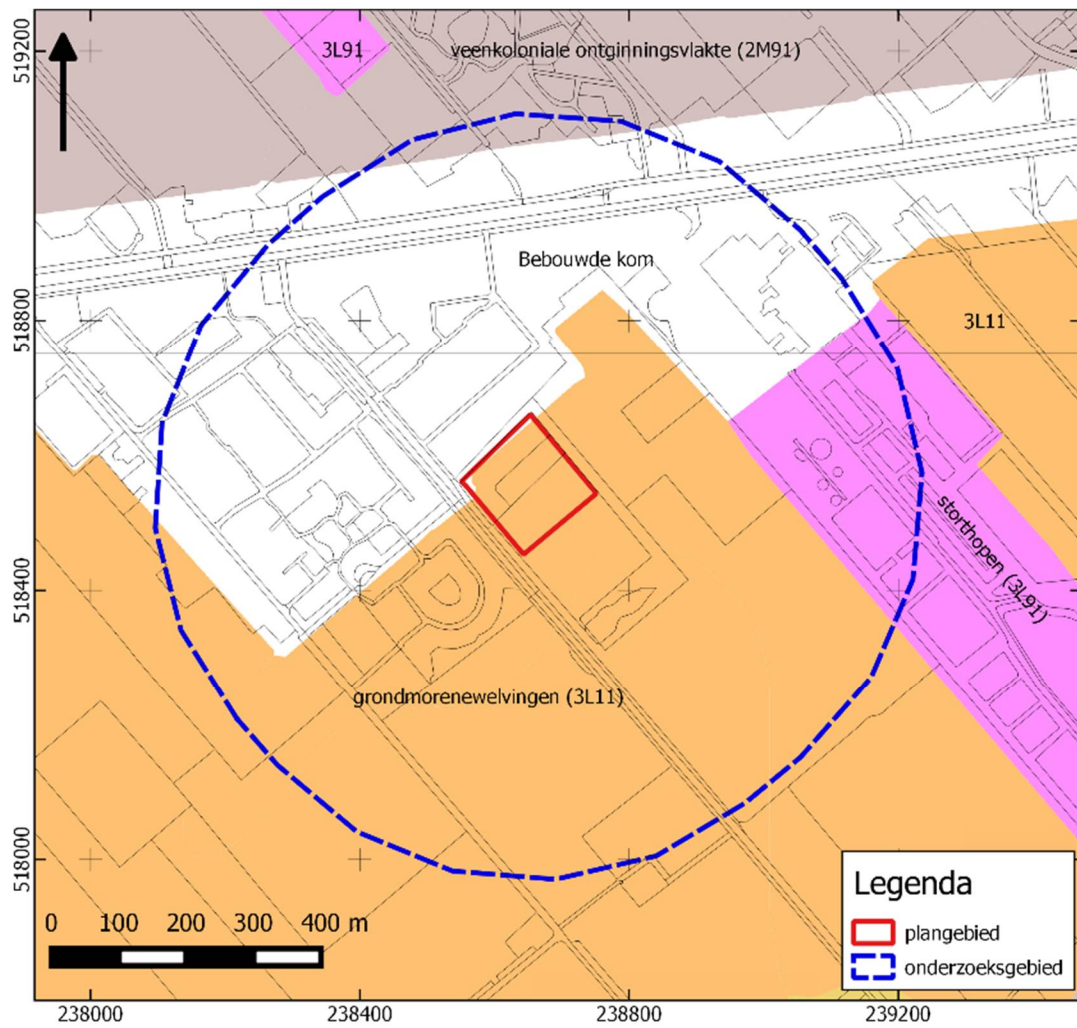 519200
3L91
veenkoloniale ontginningsvlakte (2M91)
Bebouwde kom
518800
3L11
storthopen (3L91)
518400
grondmorenewelvingen (3L11)
518000
Legenda
plangebied
onderzoeksgebied
0 100 200 300 400 m
238000 238400 238800 239200